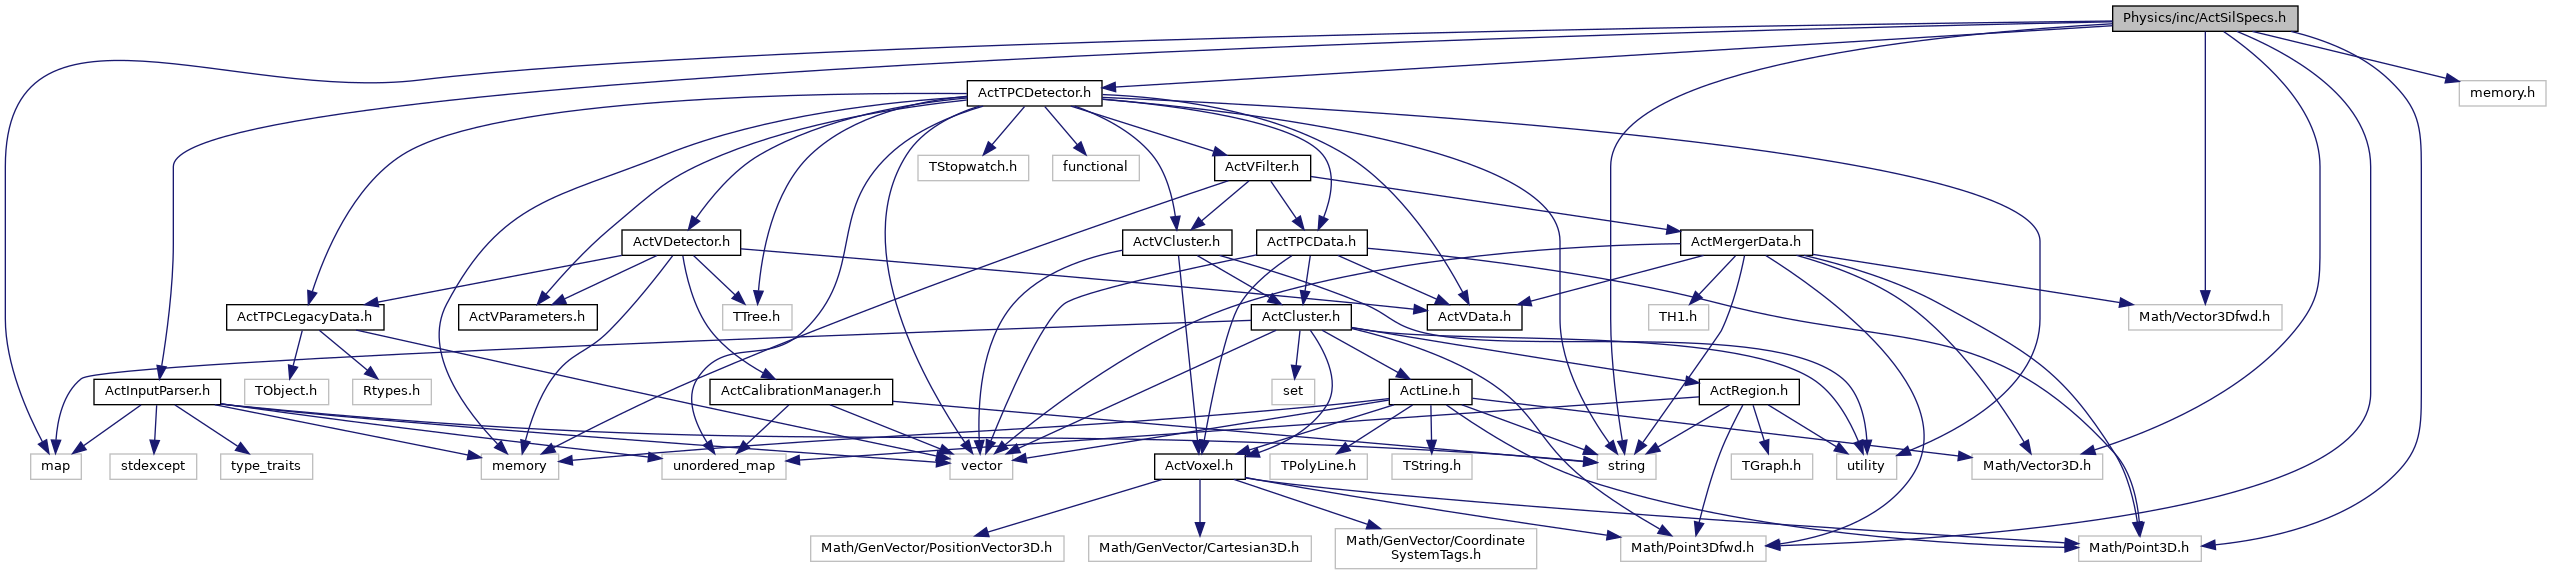 Physics/inc/ActSilSpecs.h
ActTPCDetector.h
memory.h
TStopwatch.h
functional
ActVFilter.h
ActVDetector.h
ActVCluster.h
ActTPCData.h
ActMergerData.h
ActTPCLegacyData.h
ActVParameters.h
TTree.h
ActCluster.h
ActVData.h
TH1.h
Math/Vector3Dfwd.h
ActInputParser.h
TObject.h
Rtypes.h
ActCalibrationManager.h
set
ActLine.h
ActRegion.h
map
stdexcept
type_traits
memory
unordered_map
vector
ActVoxel.h
TPolyLine.h
TString.h
string
TGraph.h
utility
Math/Vector3D.h
Math/GenVector/PositionVector3D.h
Math/GenVector/Cartesian3D.h
Math/GenVector/Coordinate
SystemTags.h
Math/Point3Dfwd.h
Math/Point3D.h